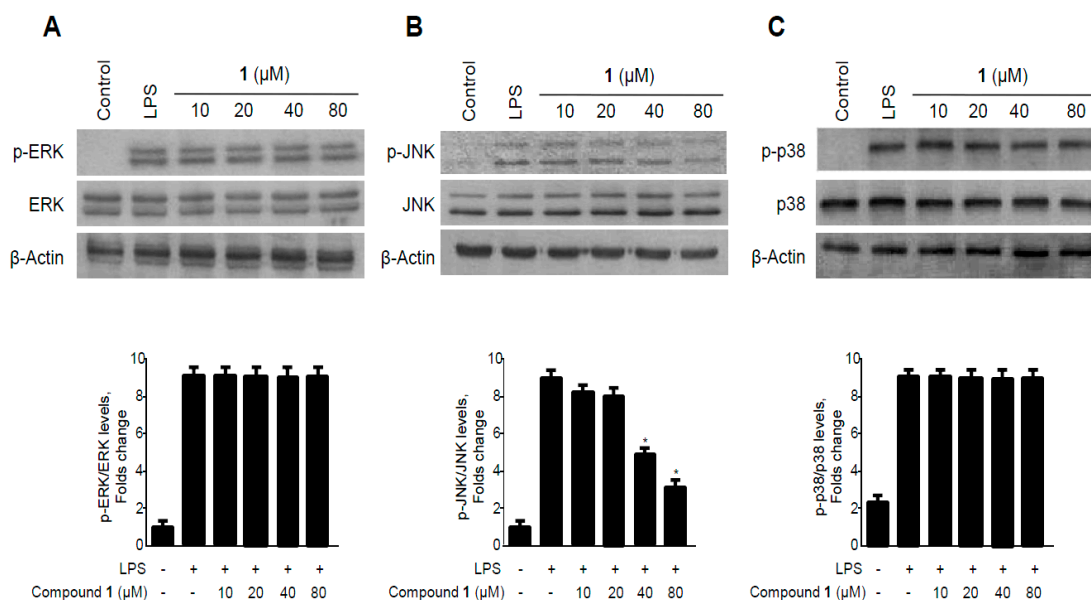 A
Control
LPS
1 (µM)
10 20 40 80
p-ERK
ERK
β-Actin
10
8
6
4
2
0
p-ERK/ERK levels,
Folds change
LPS - + + + + +
Compound 1 (µM) - - 10 20 40 80
B
Control
LPS
1 (µM)
10 20 40 80
p-JNK
JNK
β-Actin
10
8
6
4
2
0
p-JNK/JNK levels,
Folds change
*
*
LPS - + + + + +
Compound 1 (µM) - - 10 20 40 80
C
Control
LPS
1 (µM)
10 20 40 80
p-p38
p38
β-Actin
10
8
6
4
2
0
p-p38/p38 levels,
Folds change
LPS - + + + + +
Compound 1 (µM) - - 10 20 40 80